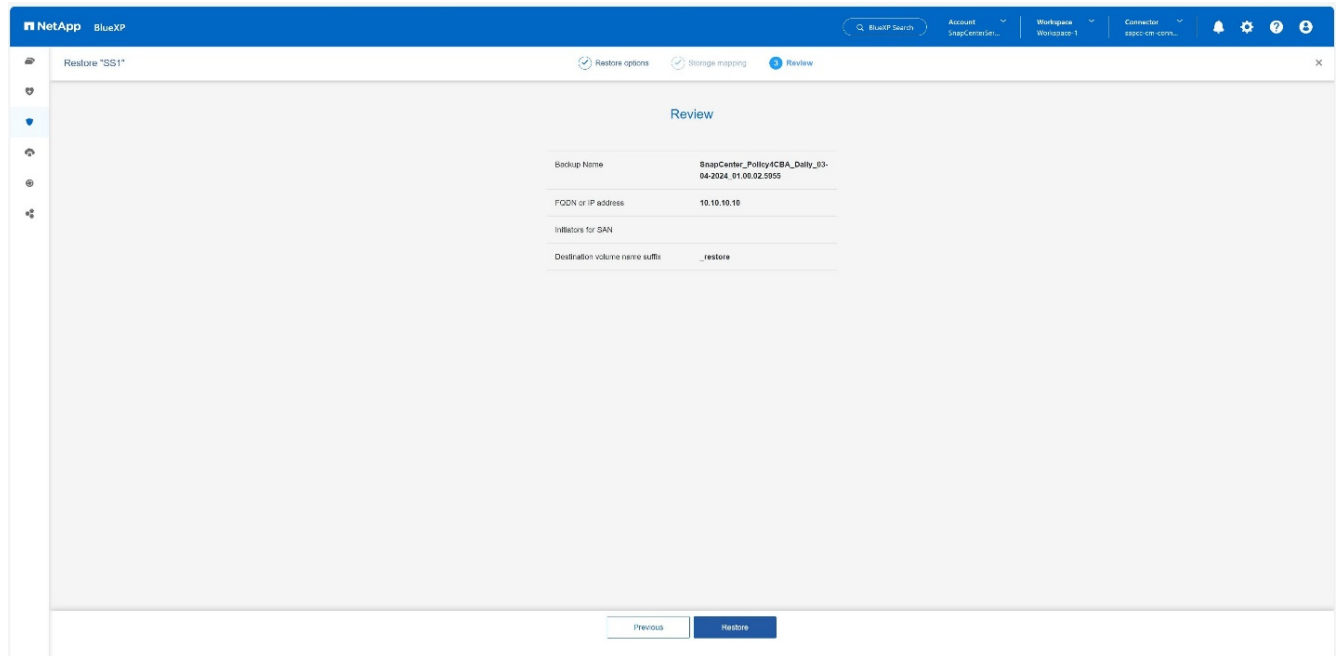 NetApp BlueXP
BlueXP Search
Account
SnapCenterSer...
Workspace
Workspace-1
Connector
sapcc-cm-conn...
Restore "SS1"
Restore options
Storage mapping
3 Review
Review
Backup Name
SnapCenter_Policy4CBA_Daily_03-
04-2024_01.00.02.5955
FQDN or IP address
10.10.10.10
Initiators for SAN
Destination volume name suffix
_restore
Previous
Restore